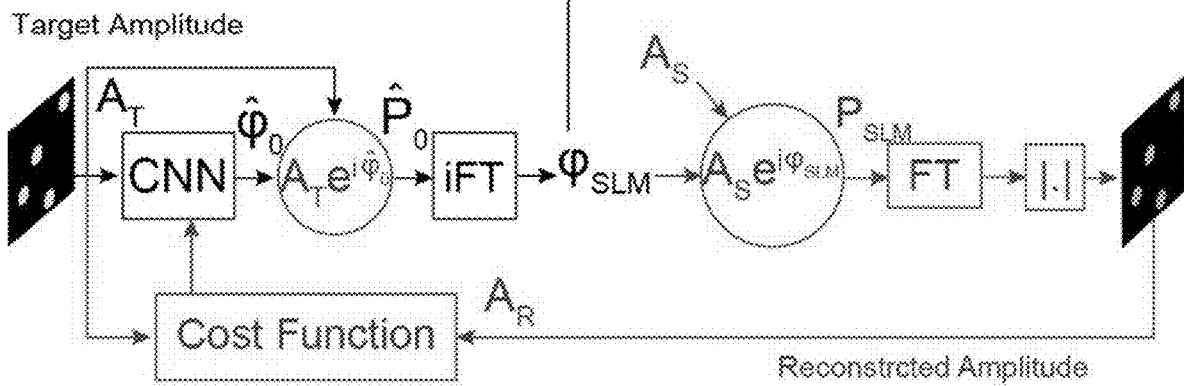 Target Amplitude
A_T
CNN
φ̂_0
A_T e^{iφ̂_0}
P̂_0
iFT
φ_SLM
A_S
A_S e^{iφ_SLM}
P_SLM
FT
|.|
Cost Function
A_R
Reconstrcted Amplitude